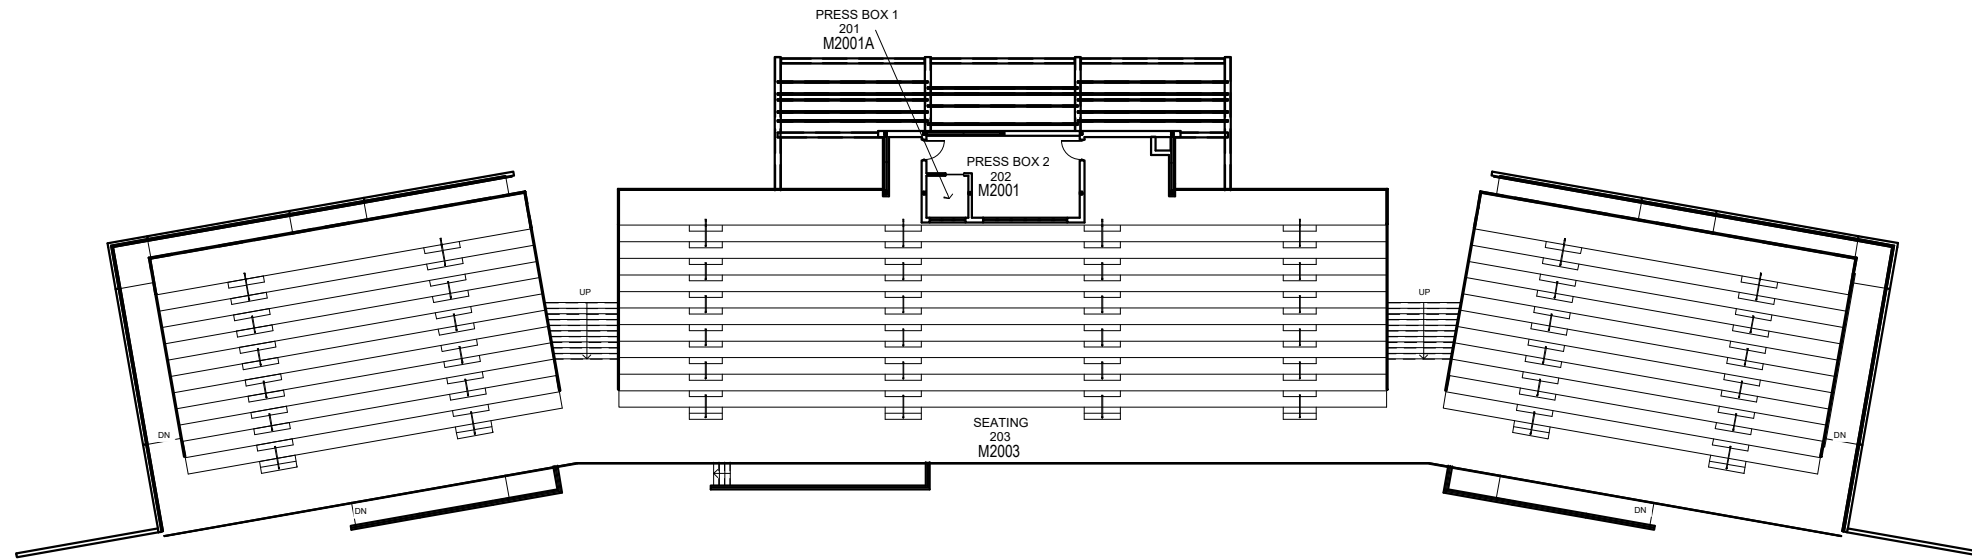 PRESS BOX 1
201
M2001A
PRESS BOX 2
202
M2001
UP
UP
SEATING
203
M2003
DN
DN
DN
DN